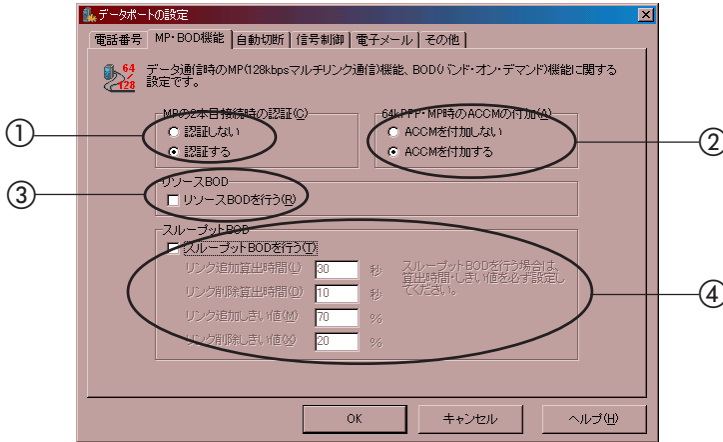 データポートの設定
電話番号 MP・BOD機能 自動切断 信号制御 電子メール その他
64
128
データ通信時のMP(128kbpsマルチリンク通信)機能、BOD(バンド・オン・デマンド)機能に関する
設定です。
MPの2本目接続時の認証(C)
認証しない
認証する
①
64kPPP・MP時のACCMの付加(A)
ACCMを付加しない
ACCMを付加する
②
リソースBOD
リソースBODを行う(R)
③
スループットBOD
スループットBODを行う(T)
リンク追加算出時間(L) 30 秒
リンク削除算出時間(D) 10 秒
リンク追加しきい値(M) 70 %
リンク削除しきい値(X) 20 %
スループットBODを行う場合は、
算出時間・しきい値を必ず設定し
てください。
④
OK キャンセル ヘルプ(H)